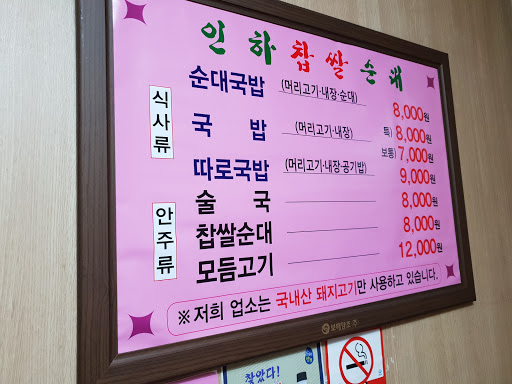 인하찹쌀순대
식사류
순대국밥 (머리고기·내장·순대) 8,000원
국 밥 (머리고기·내장) 특) 8,000원
보통) 7,000원
따로국밥 (머리고기·내장·공기밥) 9,000원
안주류
술 국 8,000원
찹쌀순대 8,000원
모듬고기 12,000원
※저희 업소는 국내산 돼지고기만 사용하고 있습니다.
찾았다!